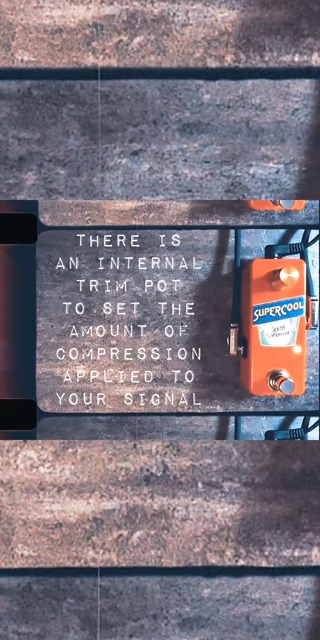 THERE IS
AN INTERNAL
TRIM POT
TO SET THE
AMOUNT OF
COMPRESSION
APPLIED TO
YOUR SIGNAL
SUPERCOOL